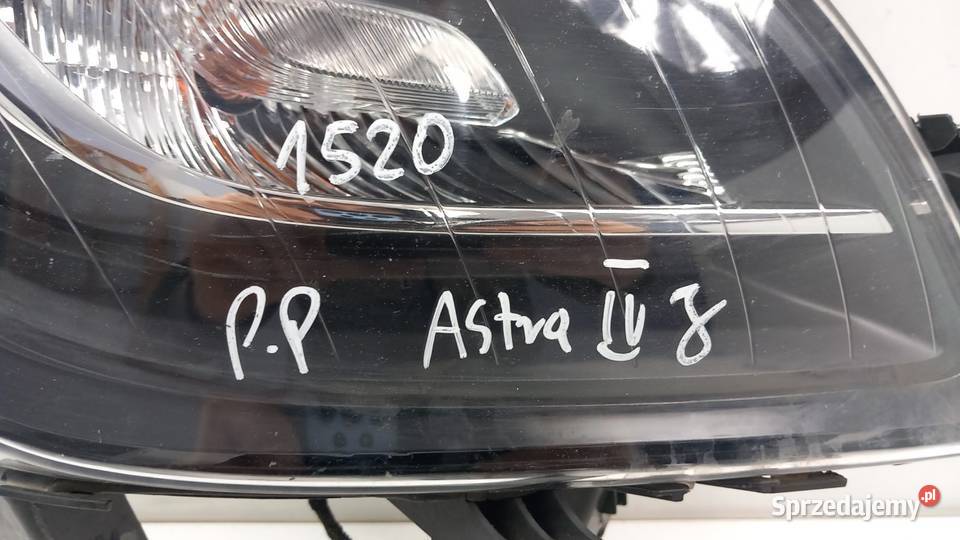 1520
P.P Astra IV J
Sprzedajemy.pl